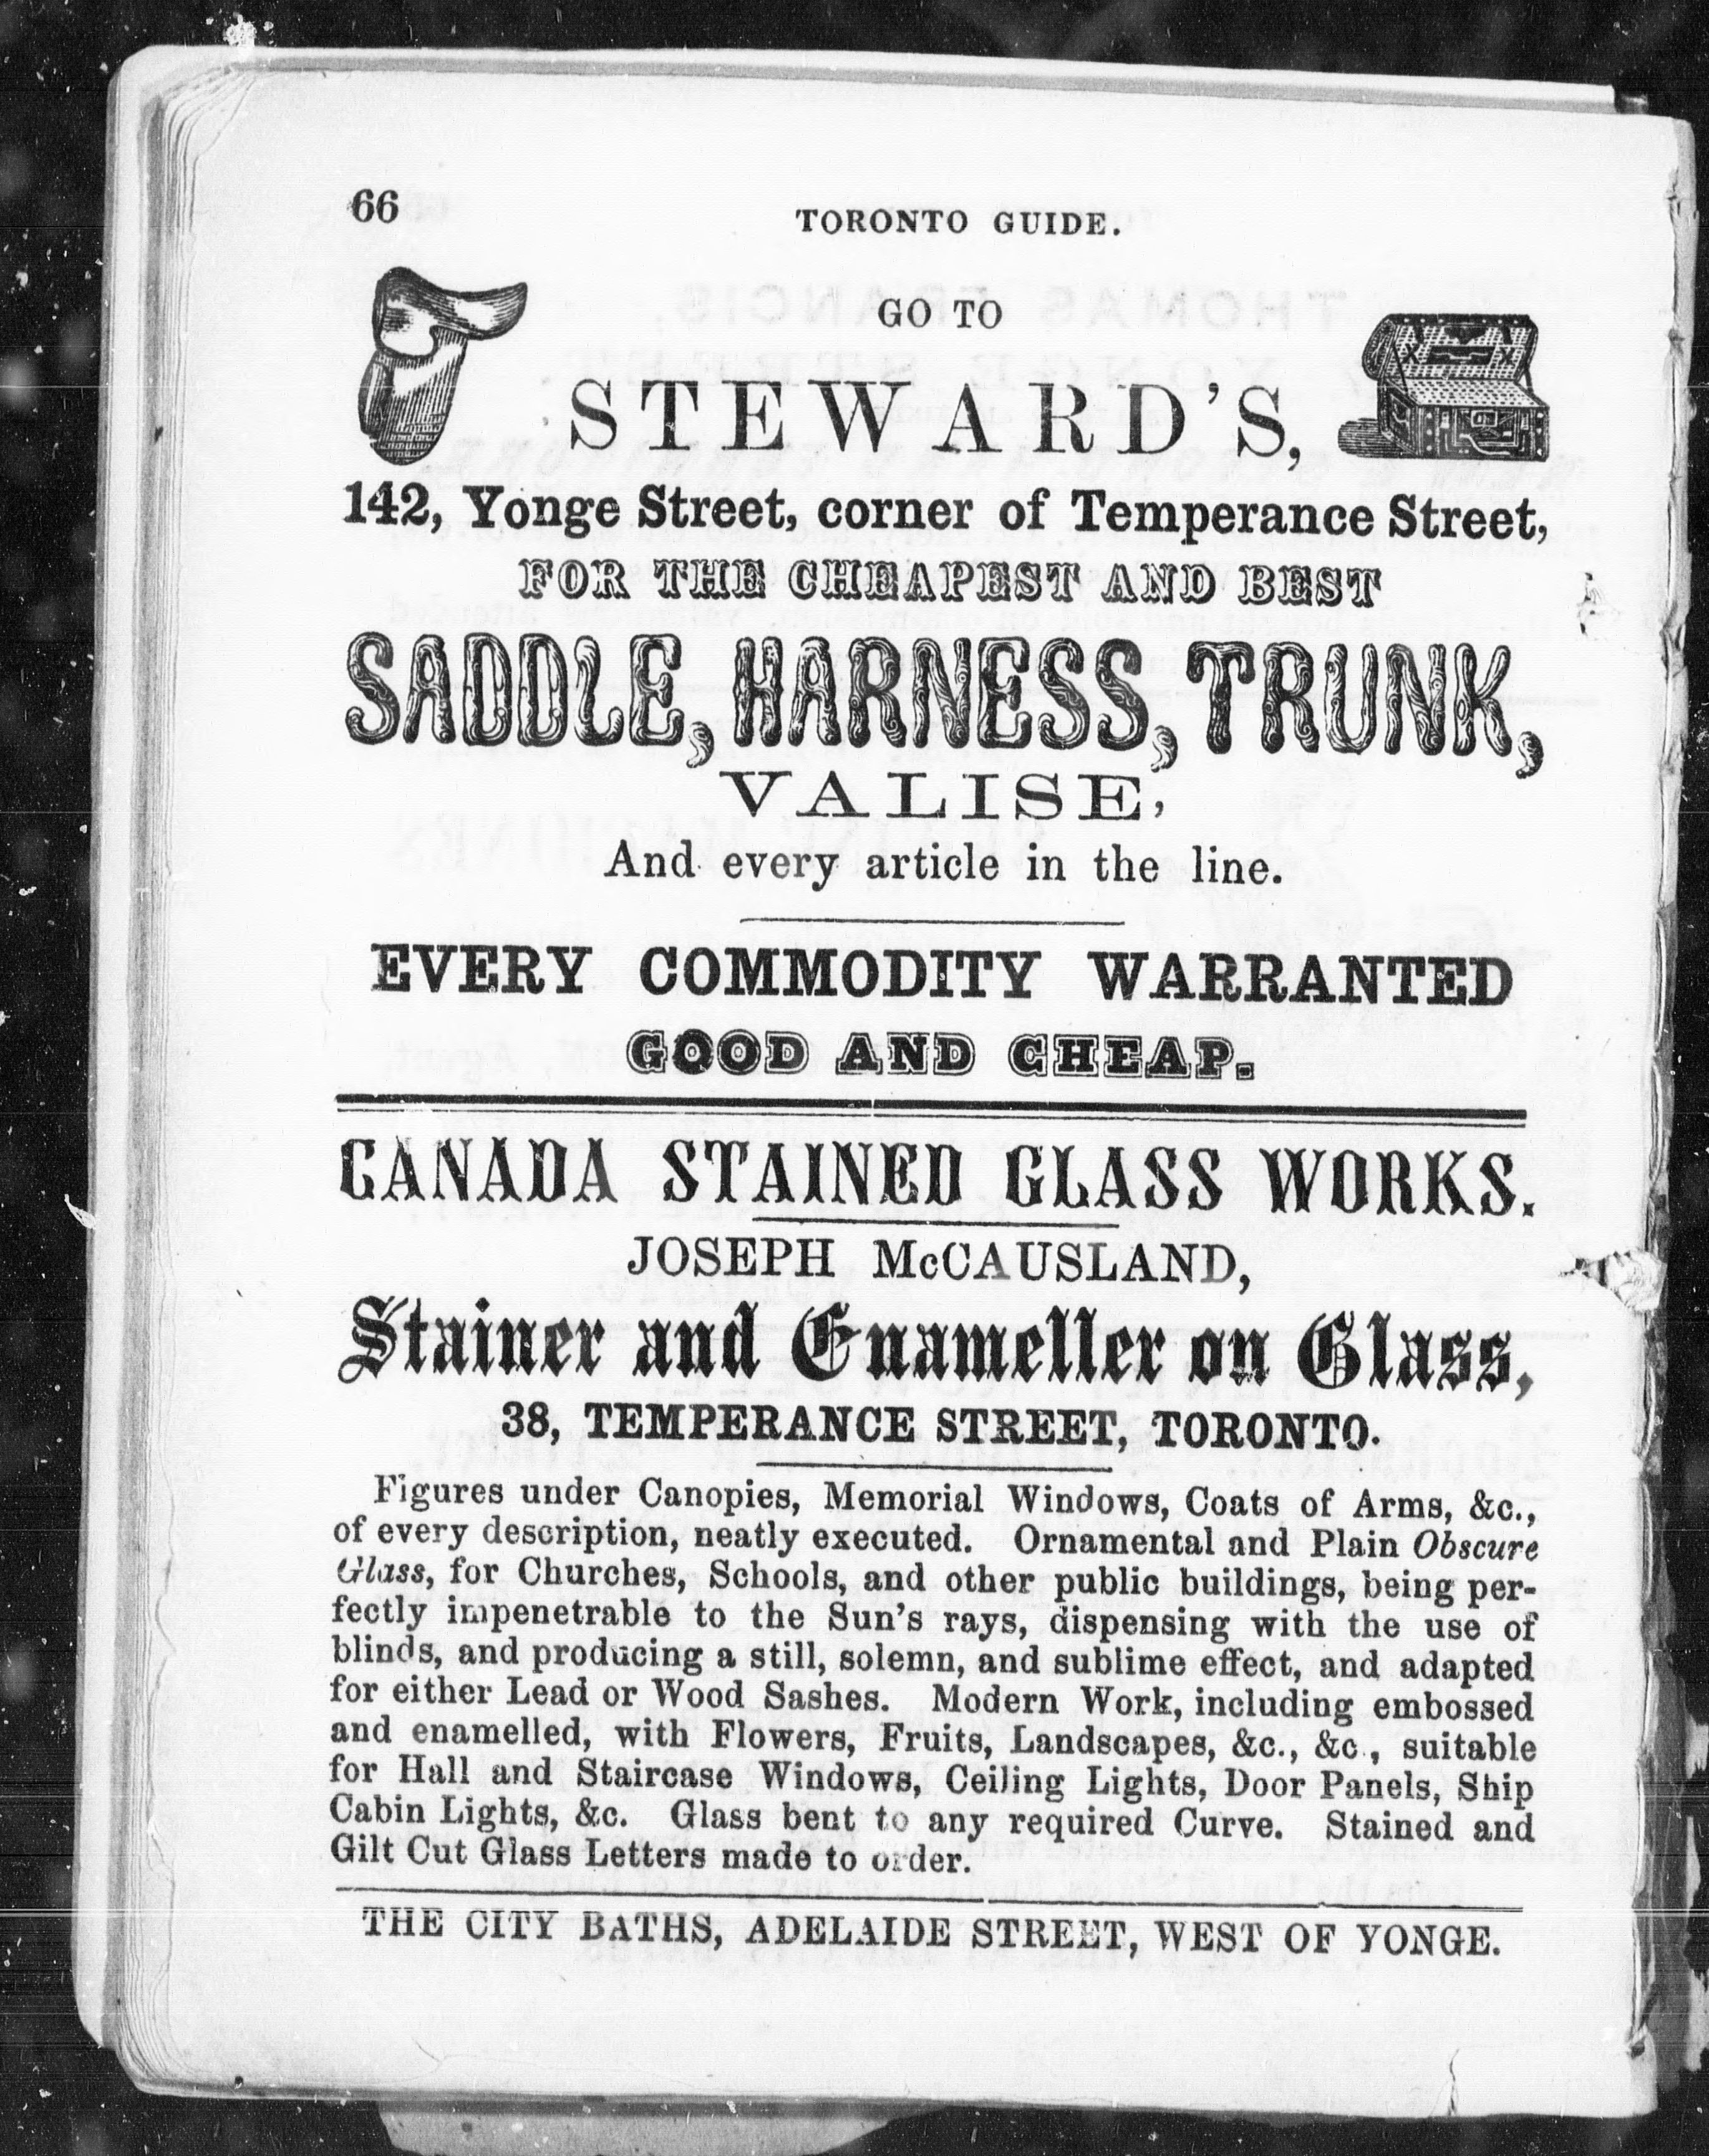 66
TORONTO GUIDE.
GO TO
STEWARD'S,
142, Yonge Street, corner of Temperance Street,
FOR THE CHEAPEST AND BEST
SADDLE, HARNESS, TRUNK,
VALISE,
And every article in the line.
EVERY COMMODITY WARRANTED
GOOD AND CHEAP.
CANADA STAINED GLASS WORKS.
JOSEPH McCAUSLAND,
Stainer and Enameller on Glass,
38, TEMPERANCE STREET, TORONTO.
Figures under Canopies, Memorial Windows, Coats of Arms, &c.,
of every description, neatly executed. Ornamental and Plain Obscure
Glass, for Churches, Schools, and other public buildings, being per-
fectly impenetrable to the Sun's rays, dispensing with the use of
blinds, and producing a still, solemn, and sublime effect, and adapted
for either Lead or Wood Sashes. Modern Work, including embossed
and enamelled, with Flowers, Fruits, Landscapes, &c., &c., suitable
for Hall and Staircase Windows, Ceiling Lights, Door Panels, Ship
Cabin Lights, &c. Glass bent to any required Curve. Stained and
Gilt Cut Glass Letters made to order.
THE CITY BATHS, ADELAIDE STREET, WEST OF YONGE.